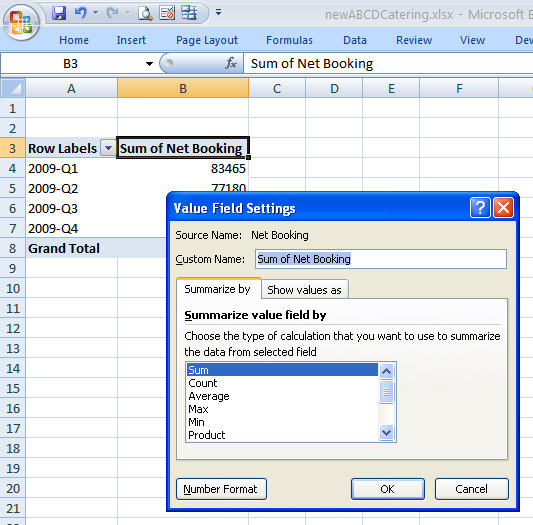 newABCDCatering.xlsx - Microsoft E
Home Insert Page Layout Formulas Data Review View Dev
B3 fx Sum of Net Booking
A B C D E F
1
2
3 Row Labels Sum of Net Booking
4 2009-Q1 83465
5 2009-Q2 77180
6 2009-Q3
7 2009-Q4
8 Grand Total
9
10
11
12
13
14
15
16
17
18
19
20
21
Value Field Settings ?
Source Name: Net Booking
Custom Name: Sum of Net Booking
Summarize by Show values as
Summarize value field by
Choose the type of calculation that you want to use to summarize
the data from selected field
Sum
Count
Average
Max
Min
Product
Number Format OK Cancel